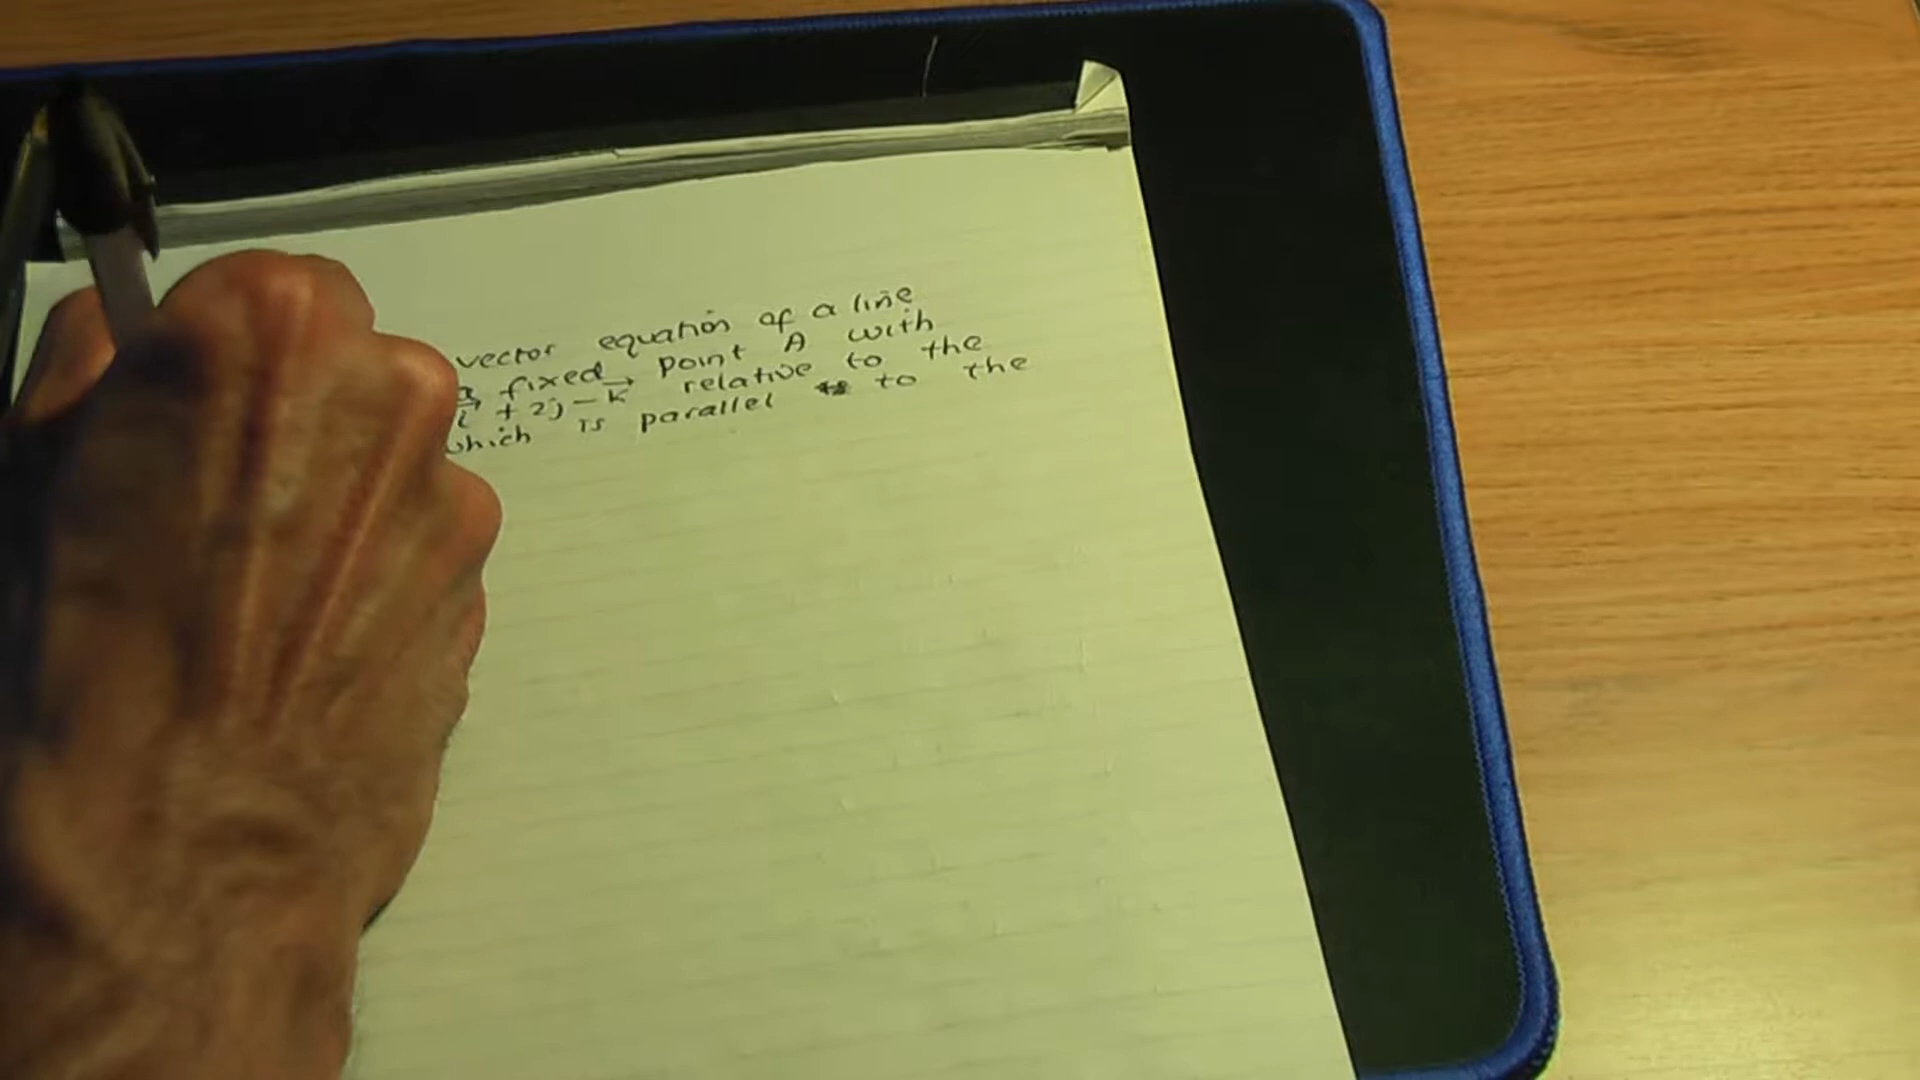 vector equation of a line
a fixed point A with
i + 2j - k relative to the
which is parallel to the